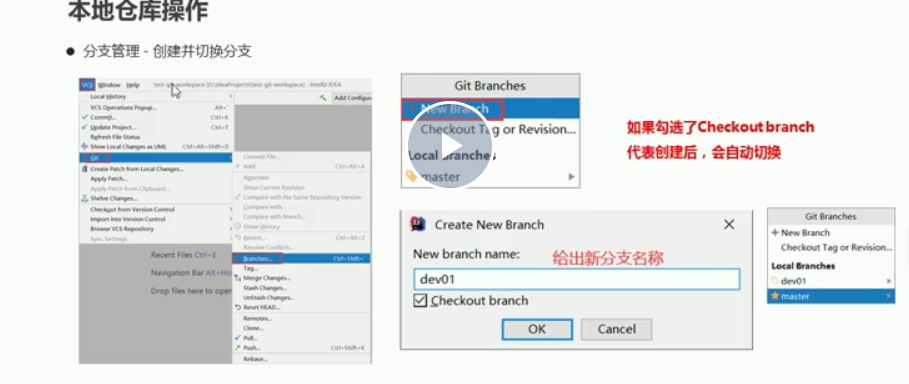 本地仓库操作
● 分支管理 - 创建并切换分支
VCS Window Help test-git-workspace [D:\IdeaProjects\test-git-workspace] - IntelliJ IDEA
Add Configur
Local History
VCS Operations Popup... Alt+`
Commit... Ctrl+K
Update Project... Ctrl+T
Refresh File Status
Show Local Changes as UML Ctrl+Alt+Shift+D
Git
Create Patch from Local Changes...
Apply Patch...
Apply Patch from Clipboard...
Shelve Changes...
Checkout from Version Control
Import into Version Control
Browse VCS Repository
Sync Settings
Recent Files Ctrl+E
Navigation Bar Alt+Ho
Drop files here to open
Commit File...
+ Add Ctrl+Alt+A
Annotate
Show Current Revision
Compare with the Same Repository Version
Compare with...
Compare with Branch...
Show History
Revert... Ctrl+Alt+Z
Resolve Conflicts...
Branches... Ctrl+Shift+`
Tag...
Merge Changes...
Stash Changes...
UnStash Changes...
Reset HEAD...
Remotes...
Clone...
Pull...
Push... Ctrl+Shift+K
Rebase...
Git Branches
New Branch
Checkout Tag or Revision...
Local Branches
master
如果勾选了Checkout branch
代表创建后，会自动切换
Create New Branch
New branch name:
给出新分支名称
dev01
Checkout branch
OK Cancel
Git Branches
+ New Branch
Checkout Tag or Revision...
Local Branches
dev01
master